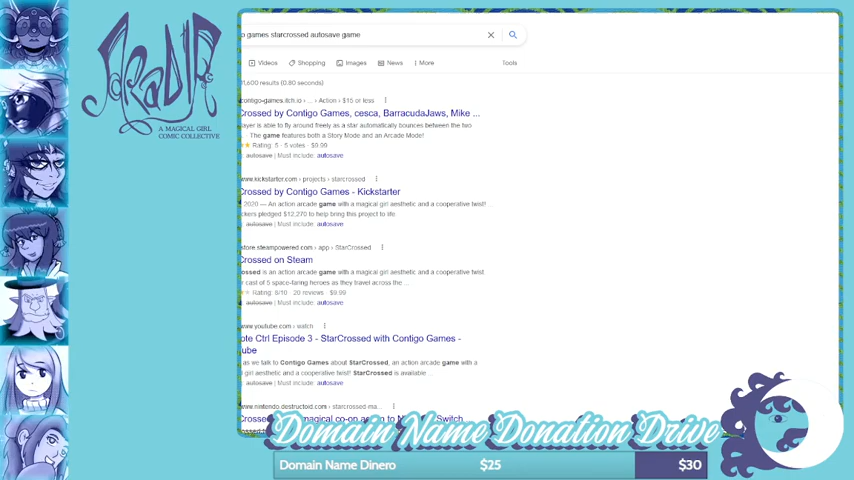 o games starcrossed autosave game
Videos Shopping Images News More Tools
1,600 results (0.80 seconds)
contigo-games.itch.io › ... › Action › $15 or less
Crossed by Contigo Games, cesca, BarracudaJaws, Mike ...
layer is able to fly around freely as a star automatically bounces between the two
The game features both a Story Mode and an Arcade Mode!
Rating: 5 · 5 votes · $9.99
autosave | Must include: autosave
www.kickstarter.com › projects › starcrossed
Crossed by Contigo Games - Kickstarter
2020 — An action arcade game with a magical girl aesthetic and a cooperative twist! ...
ckers pledged $12,270 to help bring this project to life
autosave | Must include: autosave
store.steampowered.com › app › StarCrossed
Crossed on Steam
ossed is an action arcade game with a magical girl aesthetic and a cooperative twist
cast of 5 space-faring heroes as they travel across the ...
Rating: 8/10 · 20 reviews · $9.99
autosave | Must include: autosave
www.youtube.com › watch
ote Ctrl Episode 3 - StarCrossed with Contigo Games -
ube
as we talk to Contigo Games about StarCrossed, an action arcade game with a
girl aesthetic and a cooperative twist! StarCrossed is available ...
autosave | Must include: autosave
www.nintendo.destructoid.com › starcrossed-ma...
A MAGICAL GIRL
COMIC COLLECTIVE
Domain Name Donation Drive
Domain Name Dinero $25 $30